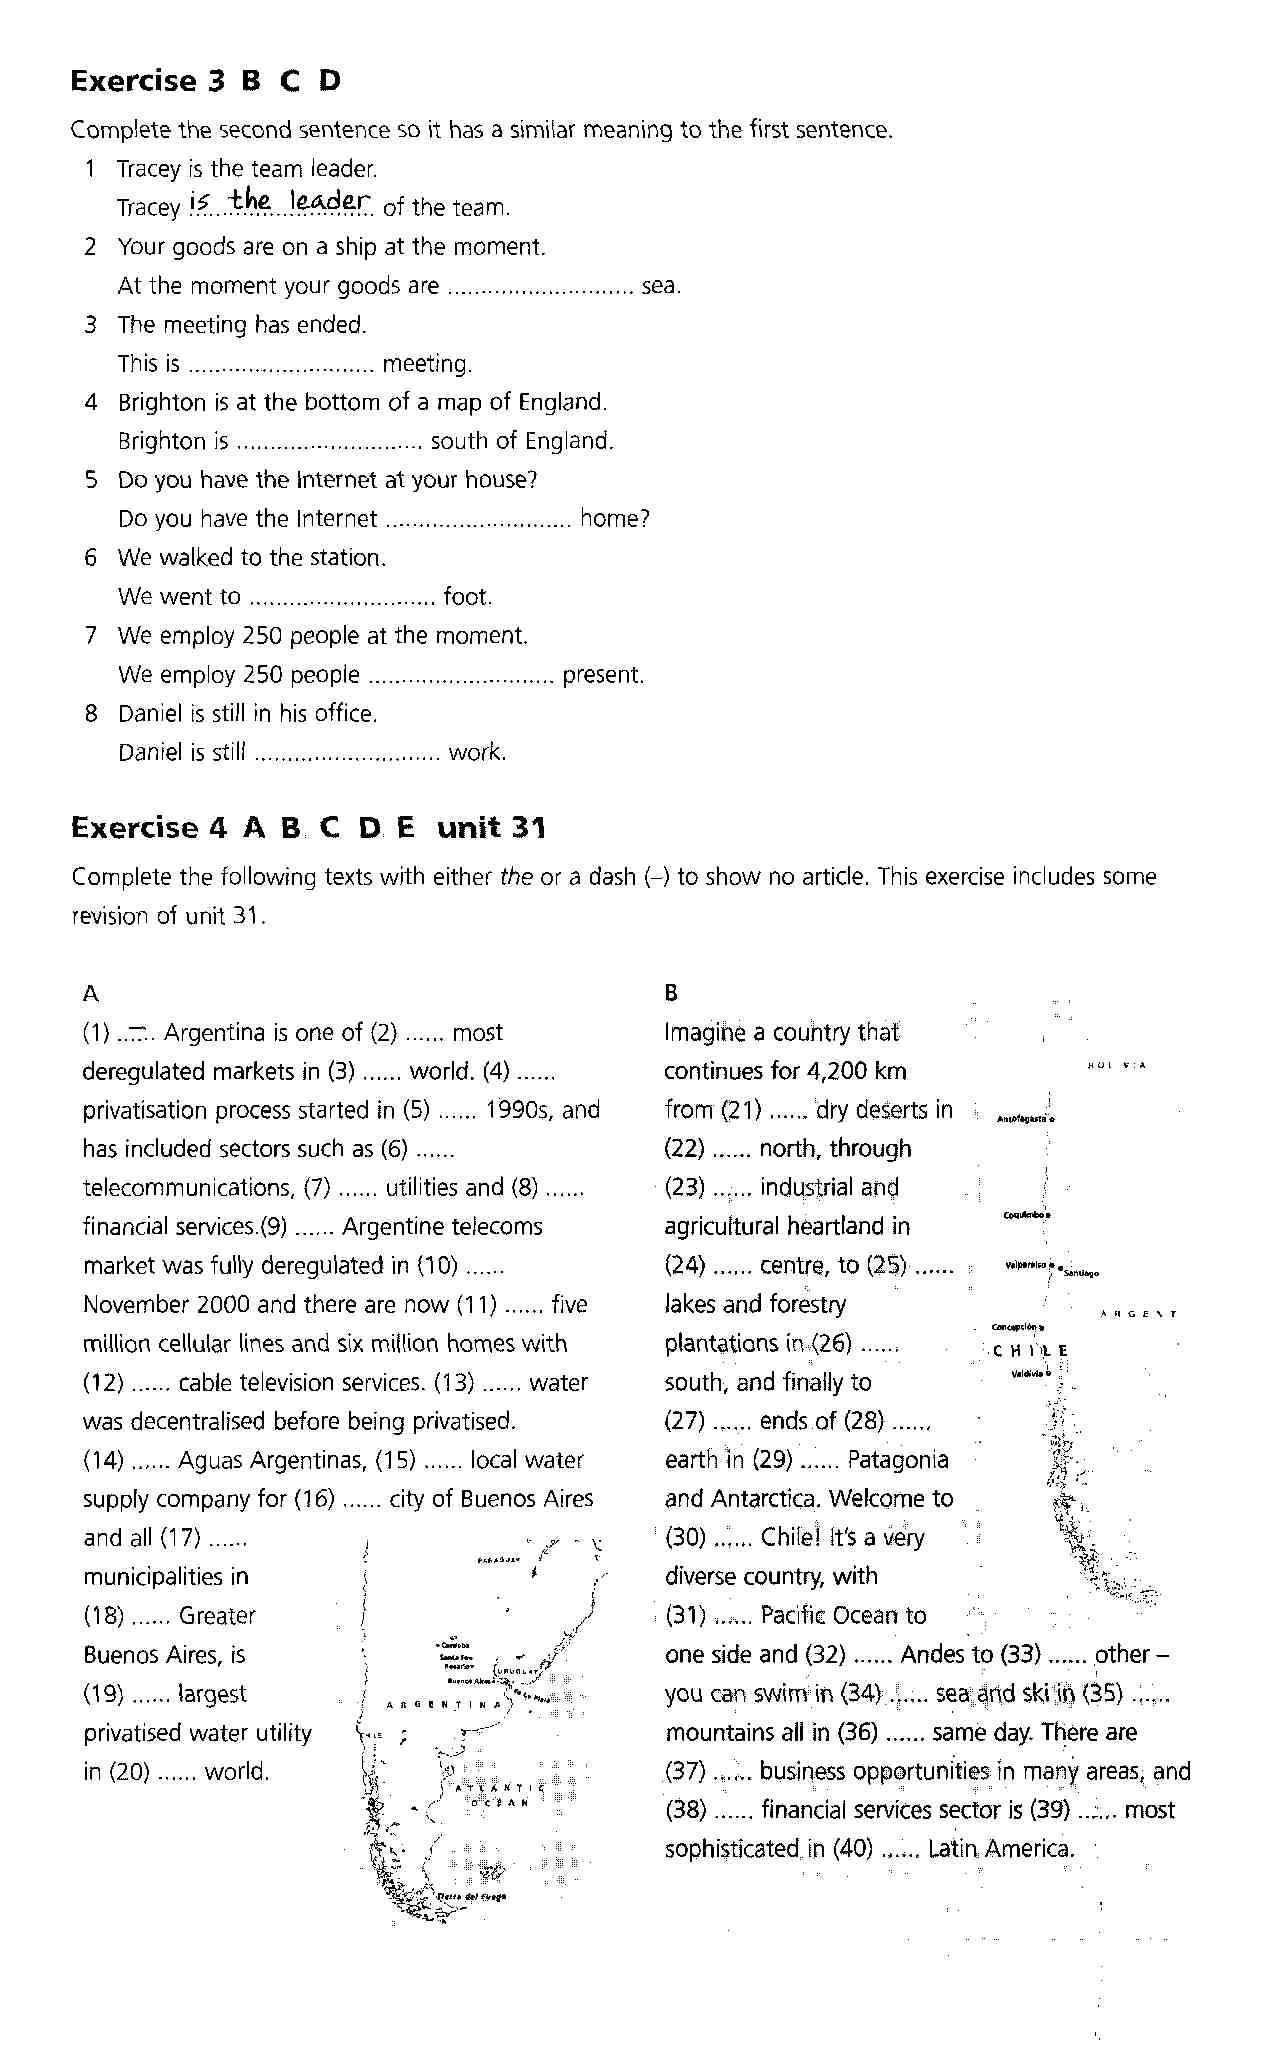 Exercise 3 B C D
Complete the second sentence so it has a similar meaning to the first sentence.
1 Tracey is the team leader.
Tracey is the leader of the team.
2 Your goods are on a ship at the moment.
At the moment your goods are ............................ sea.
3 The meeting has ended.
This is ............................ meeting.
4 Brighton is at the bottom of a map of England.
Brighton is ............................ south of England.
5 Do you have the Internet at your house?
Do you have the Internet ............................ home?
6 We walked to the station.
We went to ............................ foot.
7 We employ 250 people at the moment.
We employ 250 people ............................ present.
8 Daniel is still in his office.
Daniel is still ............................ work.
Exercise 4 A B C D E unit 31
Complete the following texts with either the or a dash (–) to show no article. This exercise includes some
revision of unit 31.
A
(1) ..–.. Argentina is one of (2) ...... most
deregulated markets in (3) ...... world. (4) ......
privatisation process started in (5) ...... 1990s, and
has included sectors such as (6) ......
telecommunications, (7) ...... utilities and (8) ......
financial services.(9) ...... Argentine telecoms
market was fully deregulated in (10) ......
November 2000 and there are now (11) ...... five
million cellular lines and six million homes with
(12) ...... cable television services. (13) ...... water
was decentralised before being privatised.
(14) ...... Aguas Argentinas, (15) ...... local water
supply company for (16) ...... city of Buenos Aires
and all (17) ......
municipalities in
(18) ...... Greater
Buenos Aires, is
(19) ...... largest
privatised water utility
in (20) ...... world.
Cordoba
Santa Fe
Rosario
URUGUAY
Buenos Aires
ARGENTINA
ATLANTIC
OCEAN
Tierra del Fuego
B
Imagine a country that
continues for 4,200 km
from (21) ...... dry deserts in
(22) ...... north, through
(23) ...... industrial and
agricultural heartland in
(24) ...... centre, to (25) ......
lakes and forestry
plantations in (26) ......
south, and finally to
(27) ...... ends of (28) ......
earth in (29) ...... Patagonia
and Antarctica. Welcome to
(30) ...... Chile! It's a very
diverse country, with
(31) ...... Pacific Ocean to
one side and (32) ...... Andes to (33) ...... other –
you can swim in (34) ...... sea and ski in (35) ......
mountains all in (36) ...... same day. There are
(37) ...... business opportunities in many areas, and
(38) ...... financial services sector is (39) ...... most
sophisticated in (40) ...... Latin America.
Antofagasta
Coquimbo
Valparaiso
Santiago
ARGENT
Concepción
CHILE
Valdivia